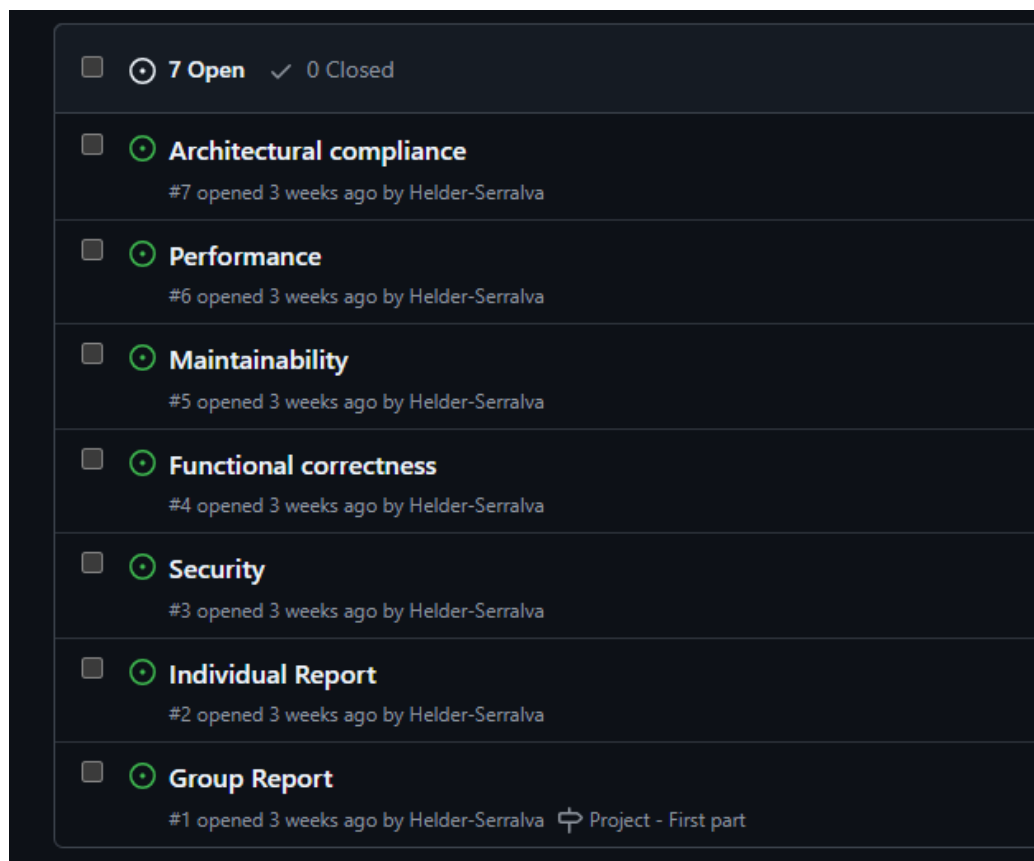 7 Open 0 Closed
Architectural compliance
#7 opened 3 weeks ago by Helder-Serralva
Performance
#6 opened 3 weeks ago by Helder-Serralva
Maintainability
#5 opened 3 weeks ago by Helder-Serralva
Functional correctness
#4 opened 3 weeks ago by Helder-Serralva
Security
#3 opened 3 weeks ago by Helder-Serralva
Individual Report
#2 opened 3 weeks ago by Helder-Serralva
Group Report
#1 opened 3 weeks ago by Helder-Serralva Project - First part